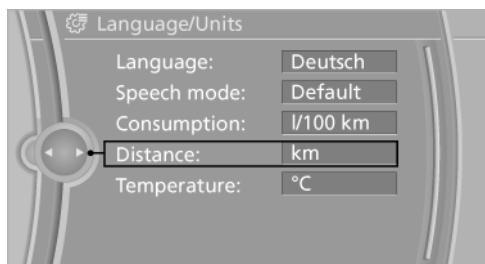 Language/Units
Language: Deutsch
Speech mode: Default
Consumption: l/100 km
Distance: km
Temperature: °C